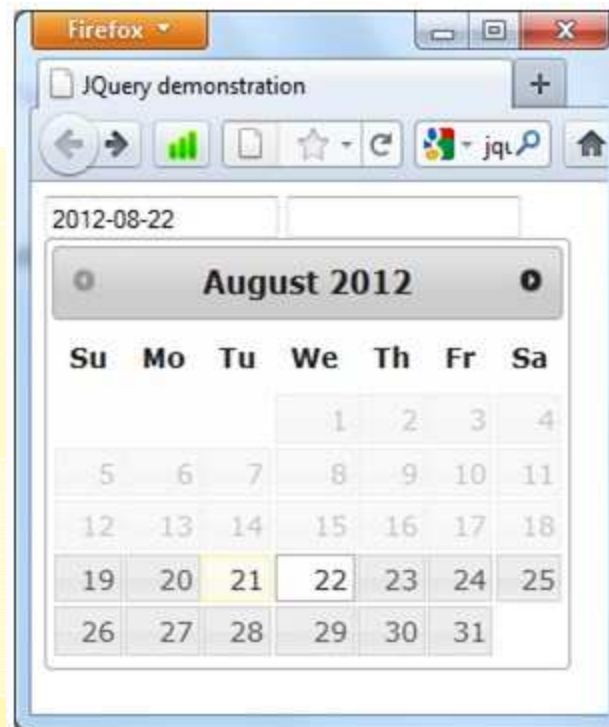 Firefox
JQuery demonstration
jqu
2012-08-22
August 2012
Su Mo Tu We Th Fr Sa
1 2 3 4
5 6 7 8 9 10 11
12 13 14 15 16 17 18
19 20 21 22 23 24 25
26 27 28 29 30 31